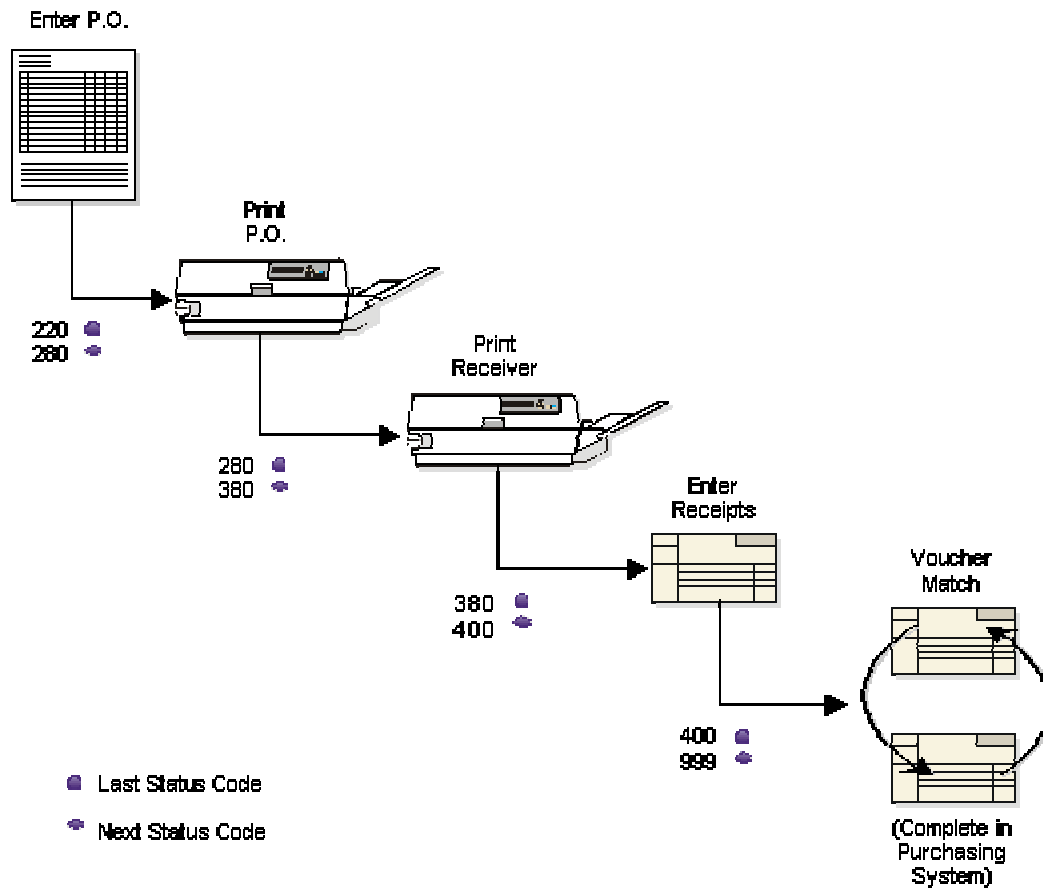 Enter P.O.
Print
P.O.
220
280
Print
Receiver
280
380
Enter
Receipts
380
400
Voucher
Match
400
999
(Complete in
Purchasing
System)
Last Status Code
Next Status Code